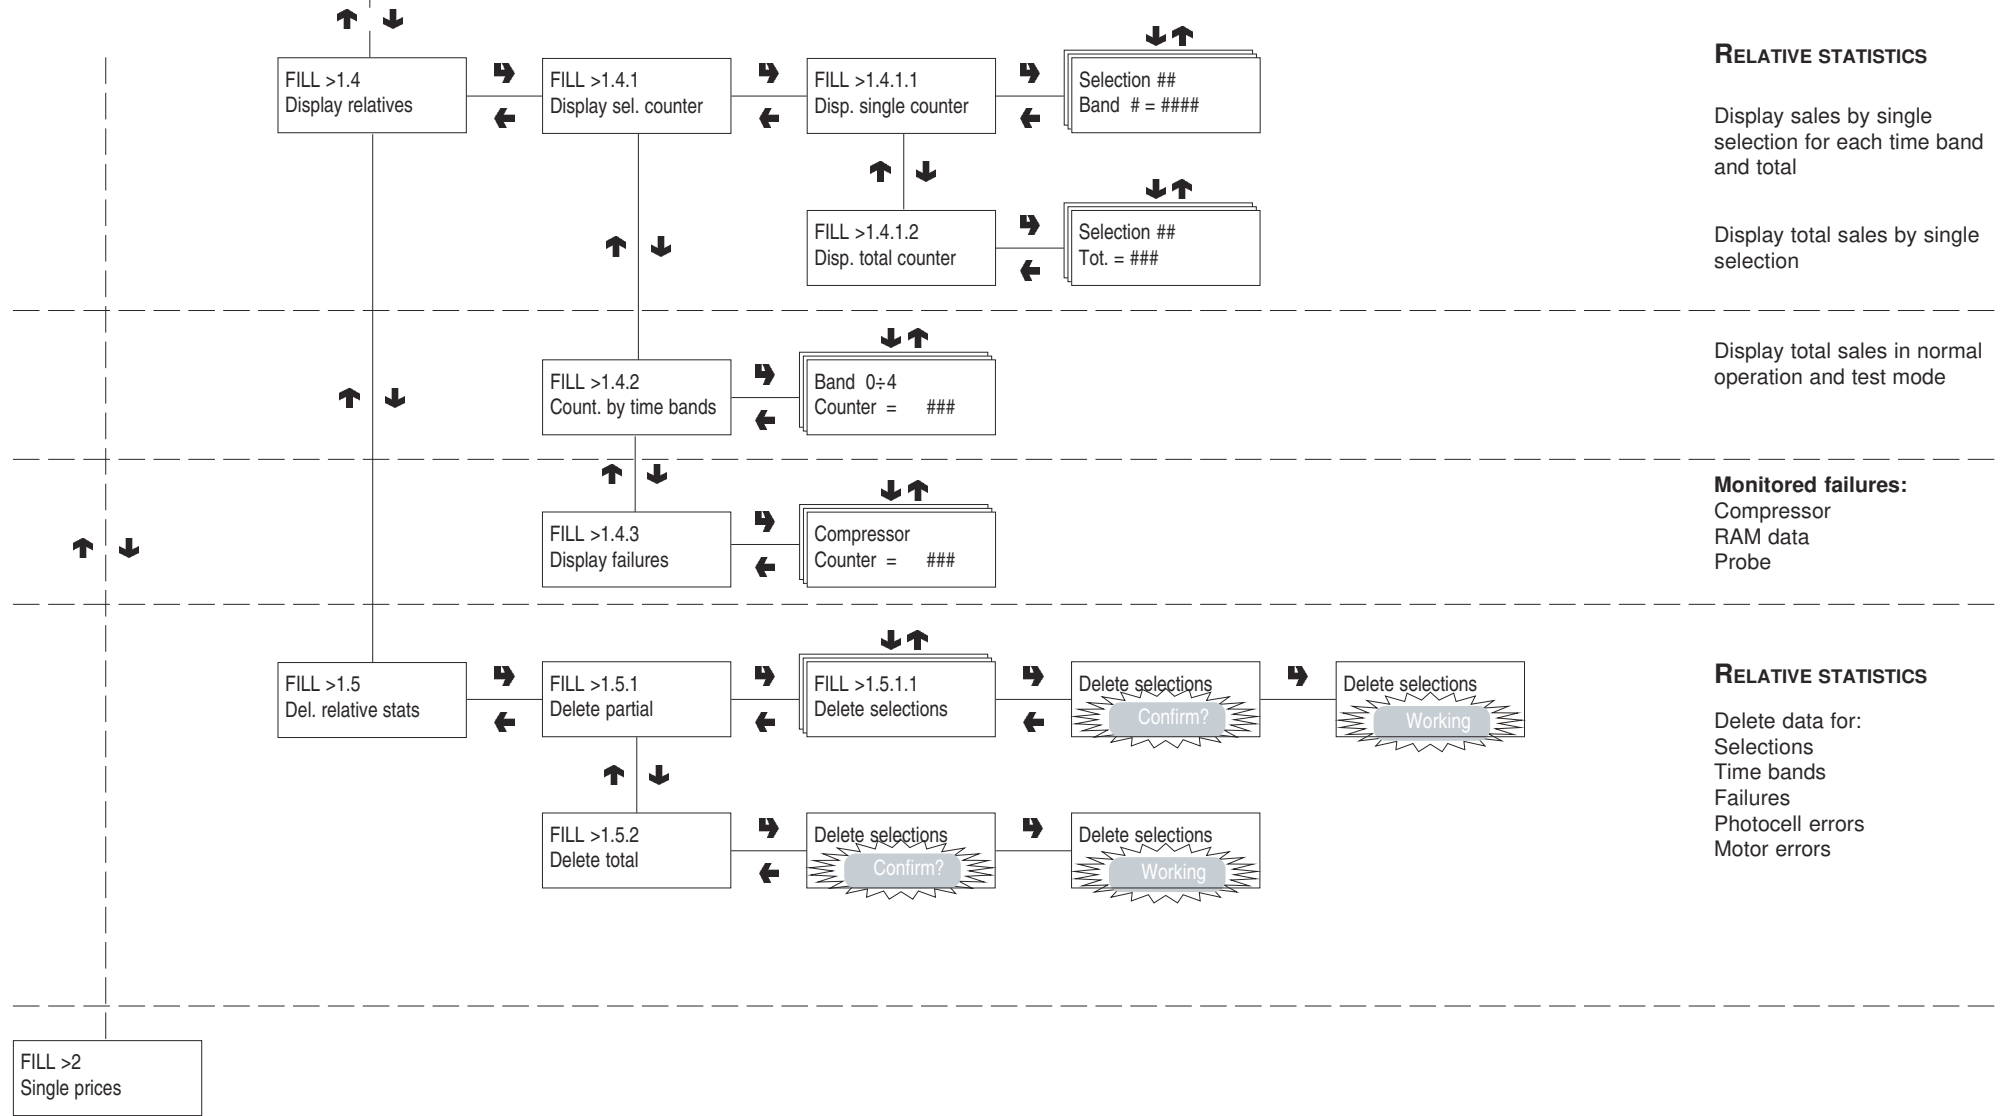 FILL >1.4
Display relatives
FILL >1.4.1
Display sel. counter
FILL >1.4.1.1
Disp. single counter
Selection ##
Band # = ####
RELATIVE STATISTICS
Display sales by single
selection for each time band
and total
FILL >1.4.1.2
Disp. total counter
Selection ##
Tot. = ###
Display total sales by single
selection
FILL >1.4.2
Count. by time bands
Band 0÷4
Counter = ###
Display total sales in normal
operation and test mode
FILL >1.4.3
Display failures
Compressor
Counter = ###
Monitored failures:
Compressor
RAM data
Probe
FILL >1.5
Del. relative stats
FILL >1.5.1
Delete partial
FILL >1.5.1.1
Delete selections
Delete selections
Confirm?
Delete selections
Working
RELATIVE STATISTICS
Delete data for:
Selections
Time bands
Failures
Photocell errors
Motor errors
FILL >1.5.2
Delete total
Delete selections
Confirm?
Delete selections
Working
FILL >2
Single prices